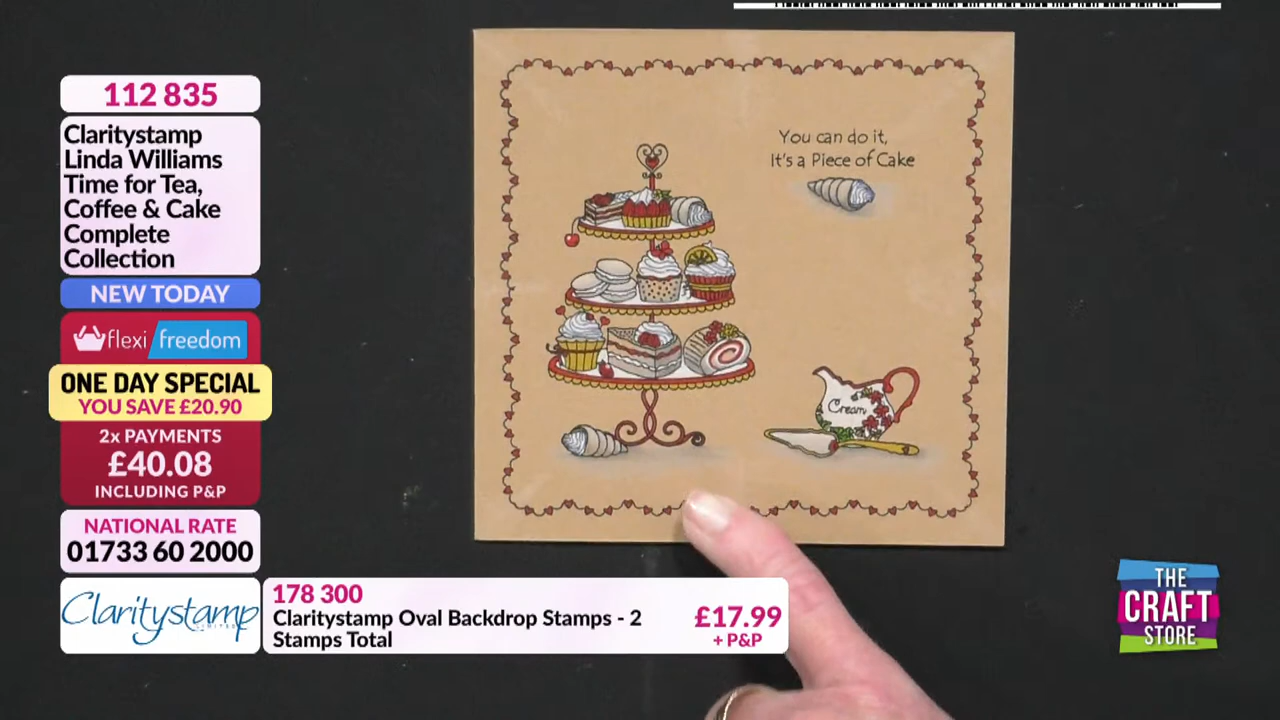 112 835
Claritystamp
Linda Williams
Time for Tea,
Coffee & Cake
Complete
Collection
NEW TODAY
flexi freedom
ONE DAY SPECIAL
YOU SAVE £20.90
2x PAYMENTS
£40.08
INCLUDING P&P
NATIONAL RATE
01733 60 2000
You can do it,
It's a Piece of Cake
Cream
Claritystamp
LIMITED
178 300
Claritystamp Oval Backdrop Stamps - 2
Stamps Total
£17.99
+ P&P
THE
CRAFT
STORE